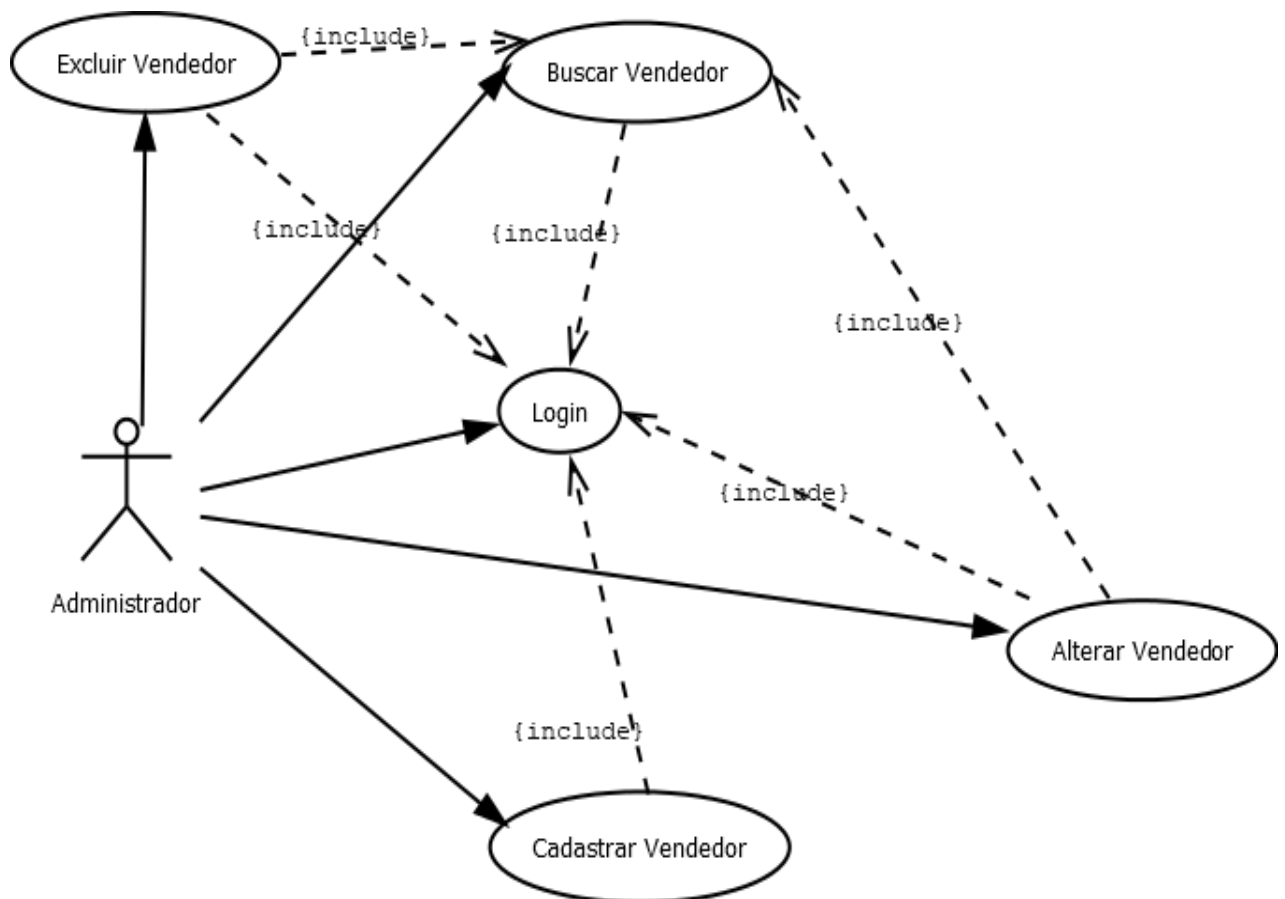 {include}
Excluir Vendedor
Buscar Vendedor
{include}
{include}
{include}
Login
{include}
Administrador
Alterar Vendedor
{include}
Cadastrar Vendedor